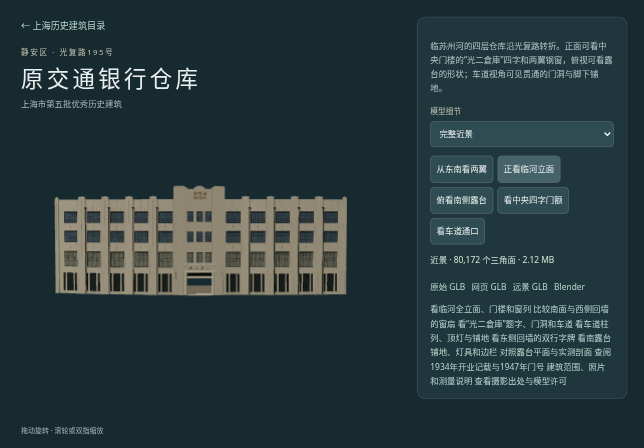 ← 上海历史建筑目录
静安区 · 光复路195号
原交通银行仓库
上海市第五批优秀历史建筑
拖动旋转 · 滚轮或双指缩放
临苏州河的四层仓库沿光复路转折。正面可看中
央门楼的“光二倉庫”四字和两翼钢窗，俯视可看露
台的形状；车道视角可见贯通的门洞与脚下铺
地。
模型细节
完整近景
从东南看两翼
正看临河立面
俯看南侧露台
看中央四字门额
看车道通口
近景 · 80,172 个三角面 · 2.12 MB
原始 GLB 网页 GLB 远景 GLB Blender
看临河全立面、门楼和窗列 比较南面与西侧回墙
的窗扇 看“光二倉庫”题字、门洞和车道 看车道柱
列、顶灯与铺地 看东侧回墙的双行字牌 看南露台
铺地、灯具和边栏 对照露台平面与实测剖面 查阅
1934年开业记载与1947年门号 建筑范围、照片
和测量说明 查看摄影出处与模型许可